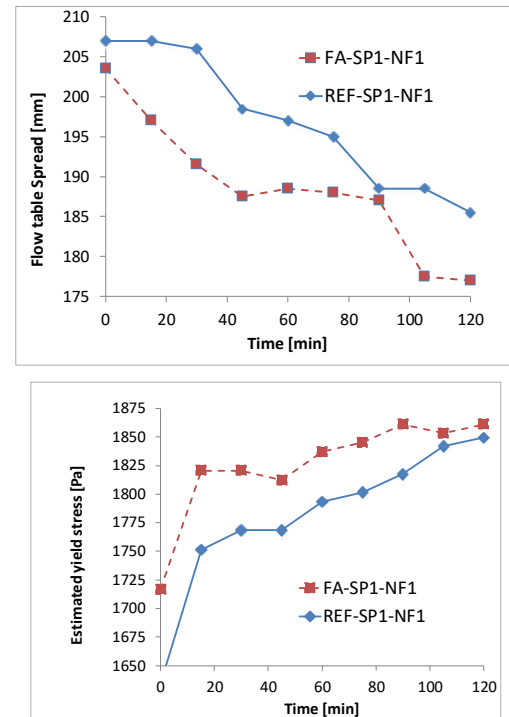 210
205
200
195
190
185
180
175
Flow table Spread [mm]
FA-SP1-NF1
REF-SP1-NF1
0 20 40 60 80 100 120
Time [min]
1875
1850
1825
1800
1775
1750
1725
1700
1675
1650
Estimated yield stress [Pa]
FA-SP1-NF1
REF-SP1-NF1
0 20 40 60 80 100 120
Time [min]